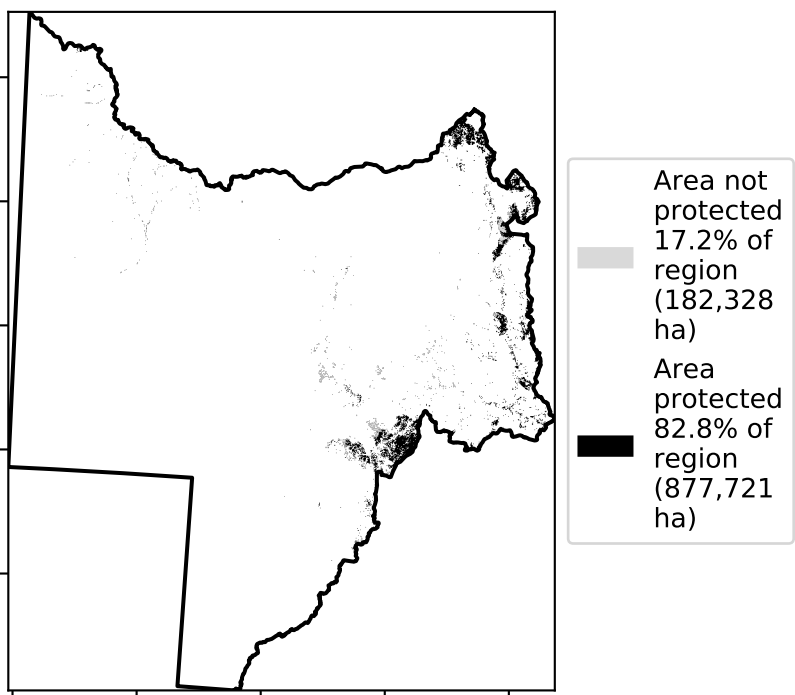 Area not
protected
17.2% of
region
(182,328
ha)
Area
protected
82.8% of
region
(877,721
ha)